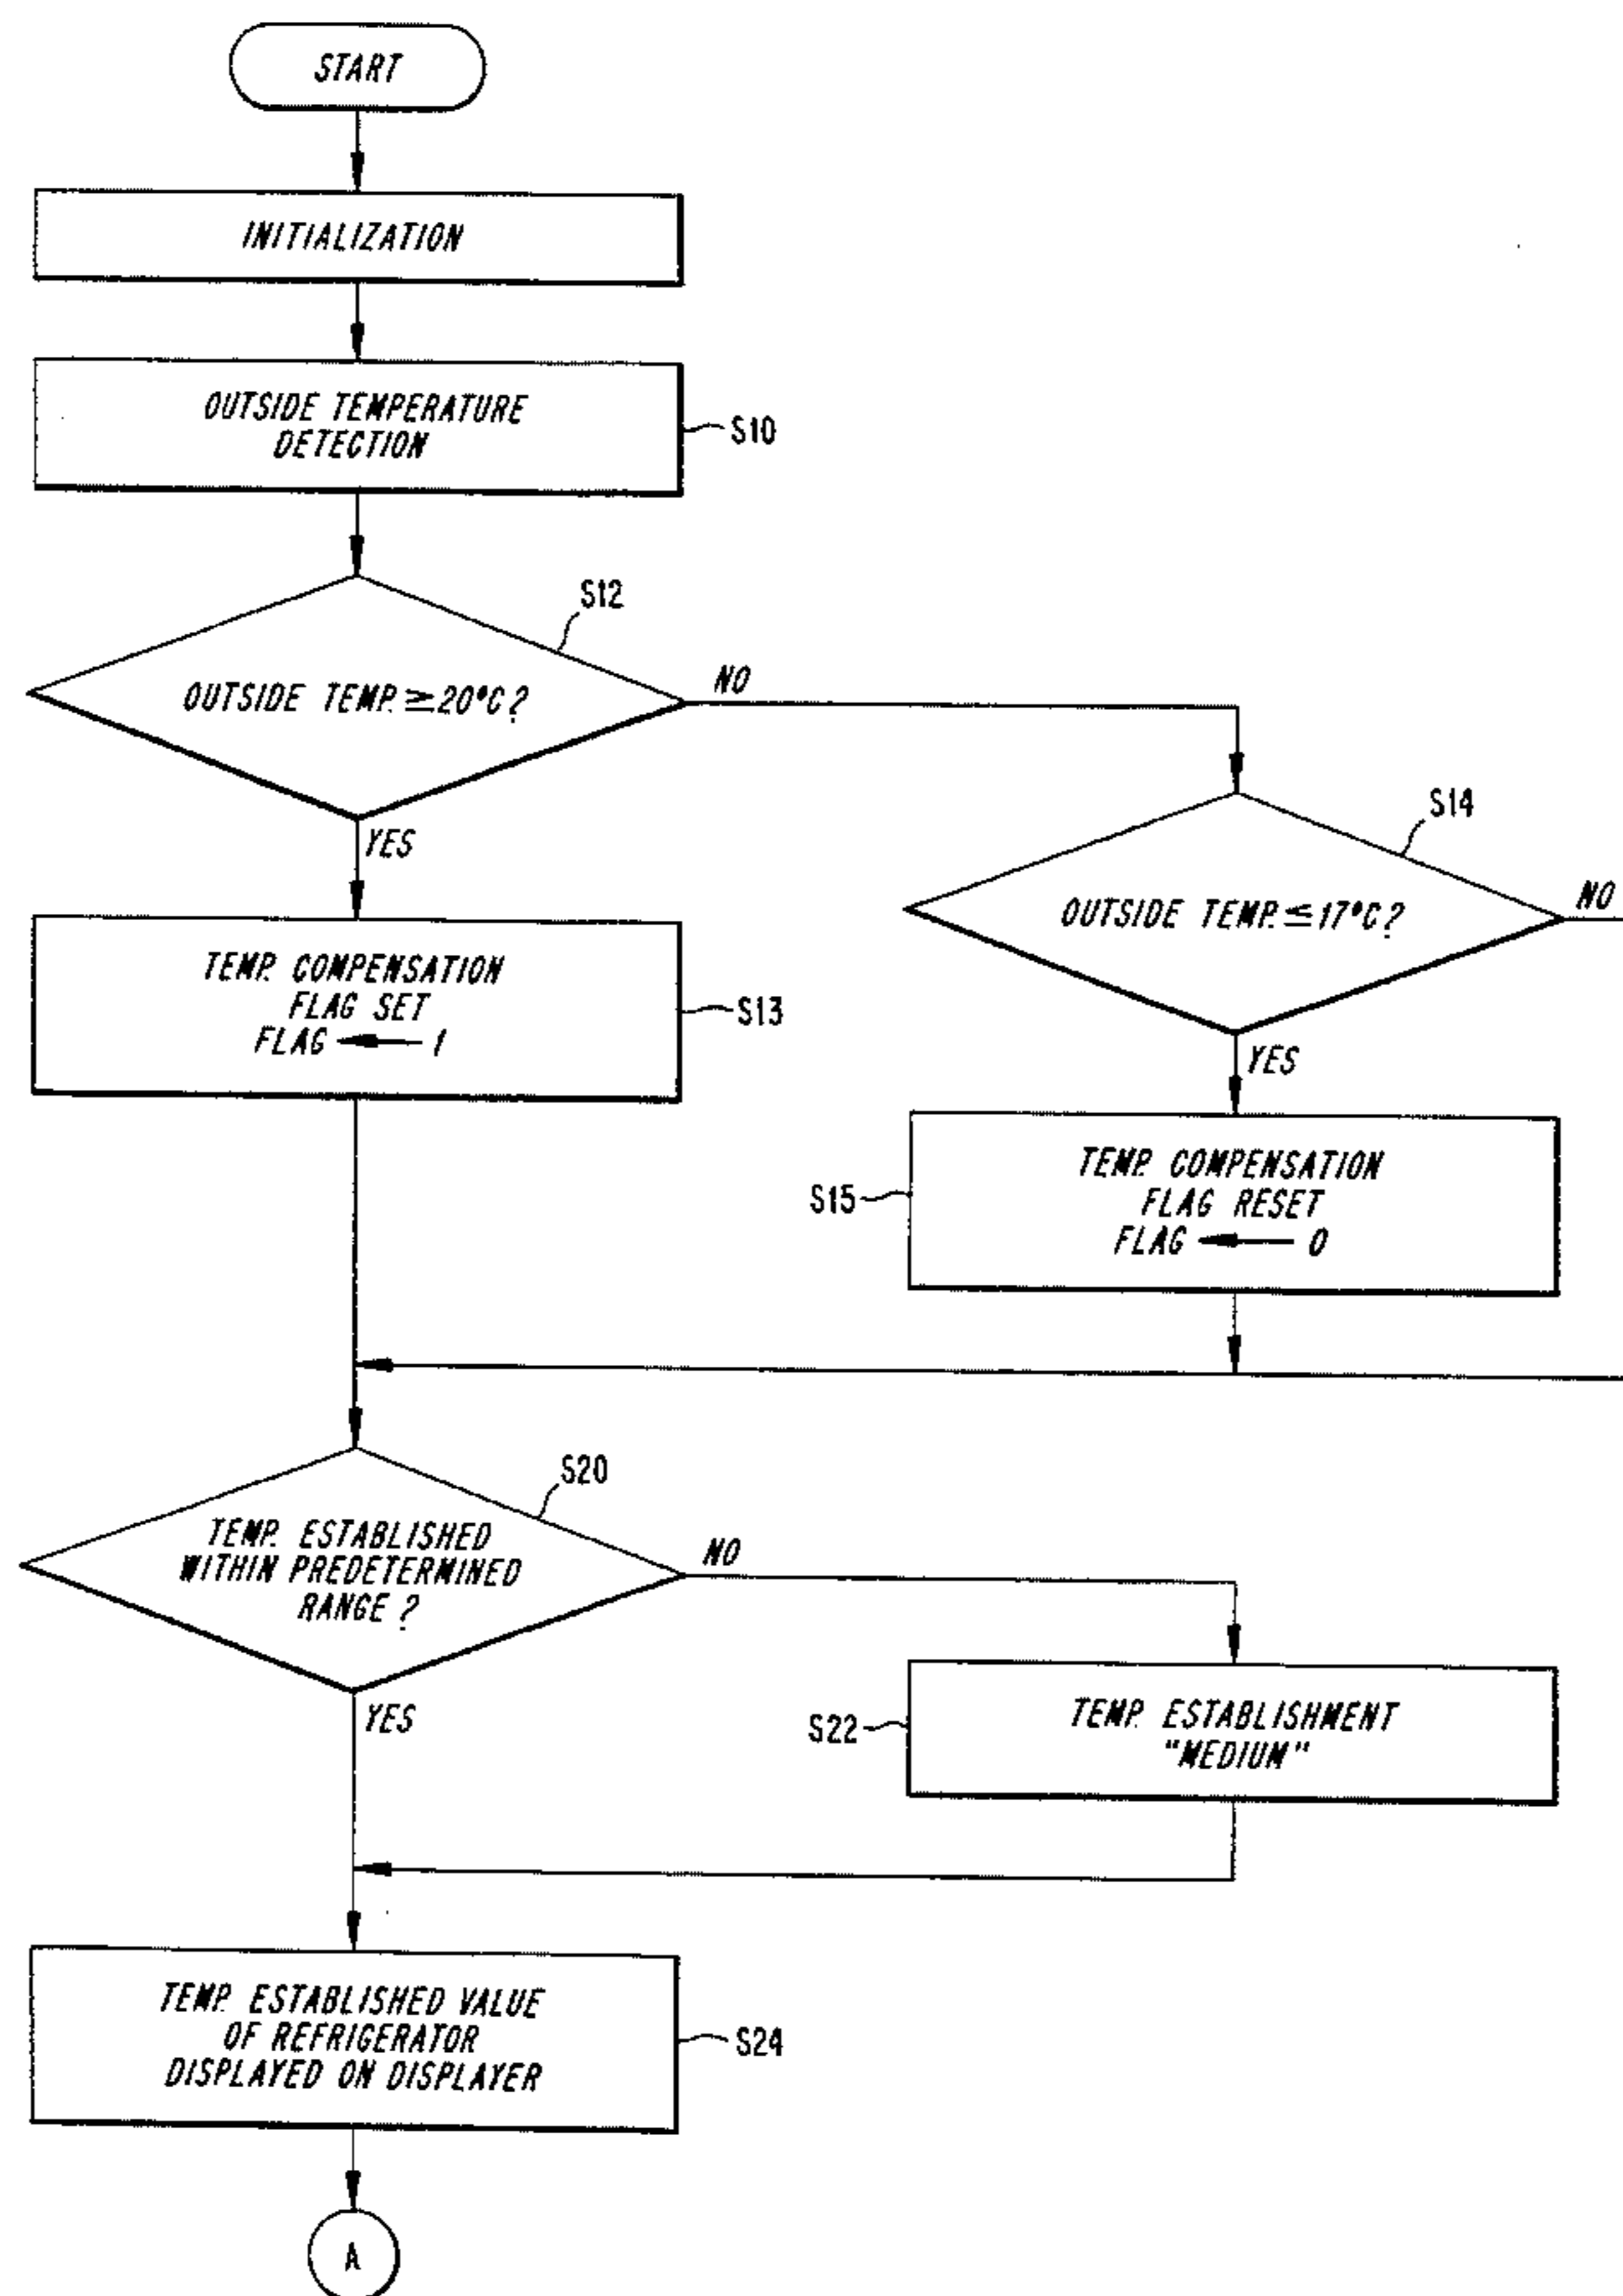 START
INITIALIZATION
OUTSIDE TEMPERATURE
DETECTION
S10
S12
OUTSIDE TEMP. ≥20°C?
NO
YES
S14
OUTSIDE TEMP. ≤17°C?
NO
YES
TEMP. COMPENSATION
FLAG SET
FLAG ← 1
S13
TEMP. COMPENSATION
FLAG RESET
FLAG ← 0
S15
S20
TEMP. ESTABLISHED
WITHIN PREDETERMINED
RANGE?
NO
YES
S22
TEMP. ESTABLISHMENT
"MEDIUM"
TEMP. ESTABLISHED VALUE
OF REFRIGERATOR
DISPLAYED ON DISPLAYER
S24
A